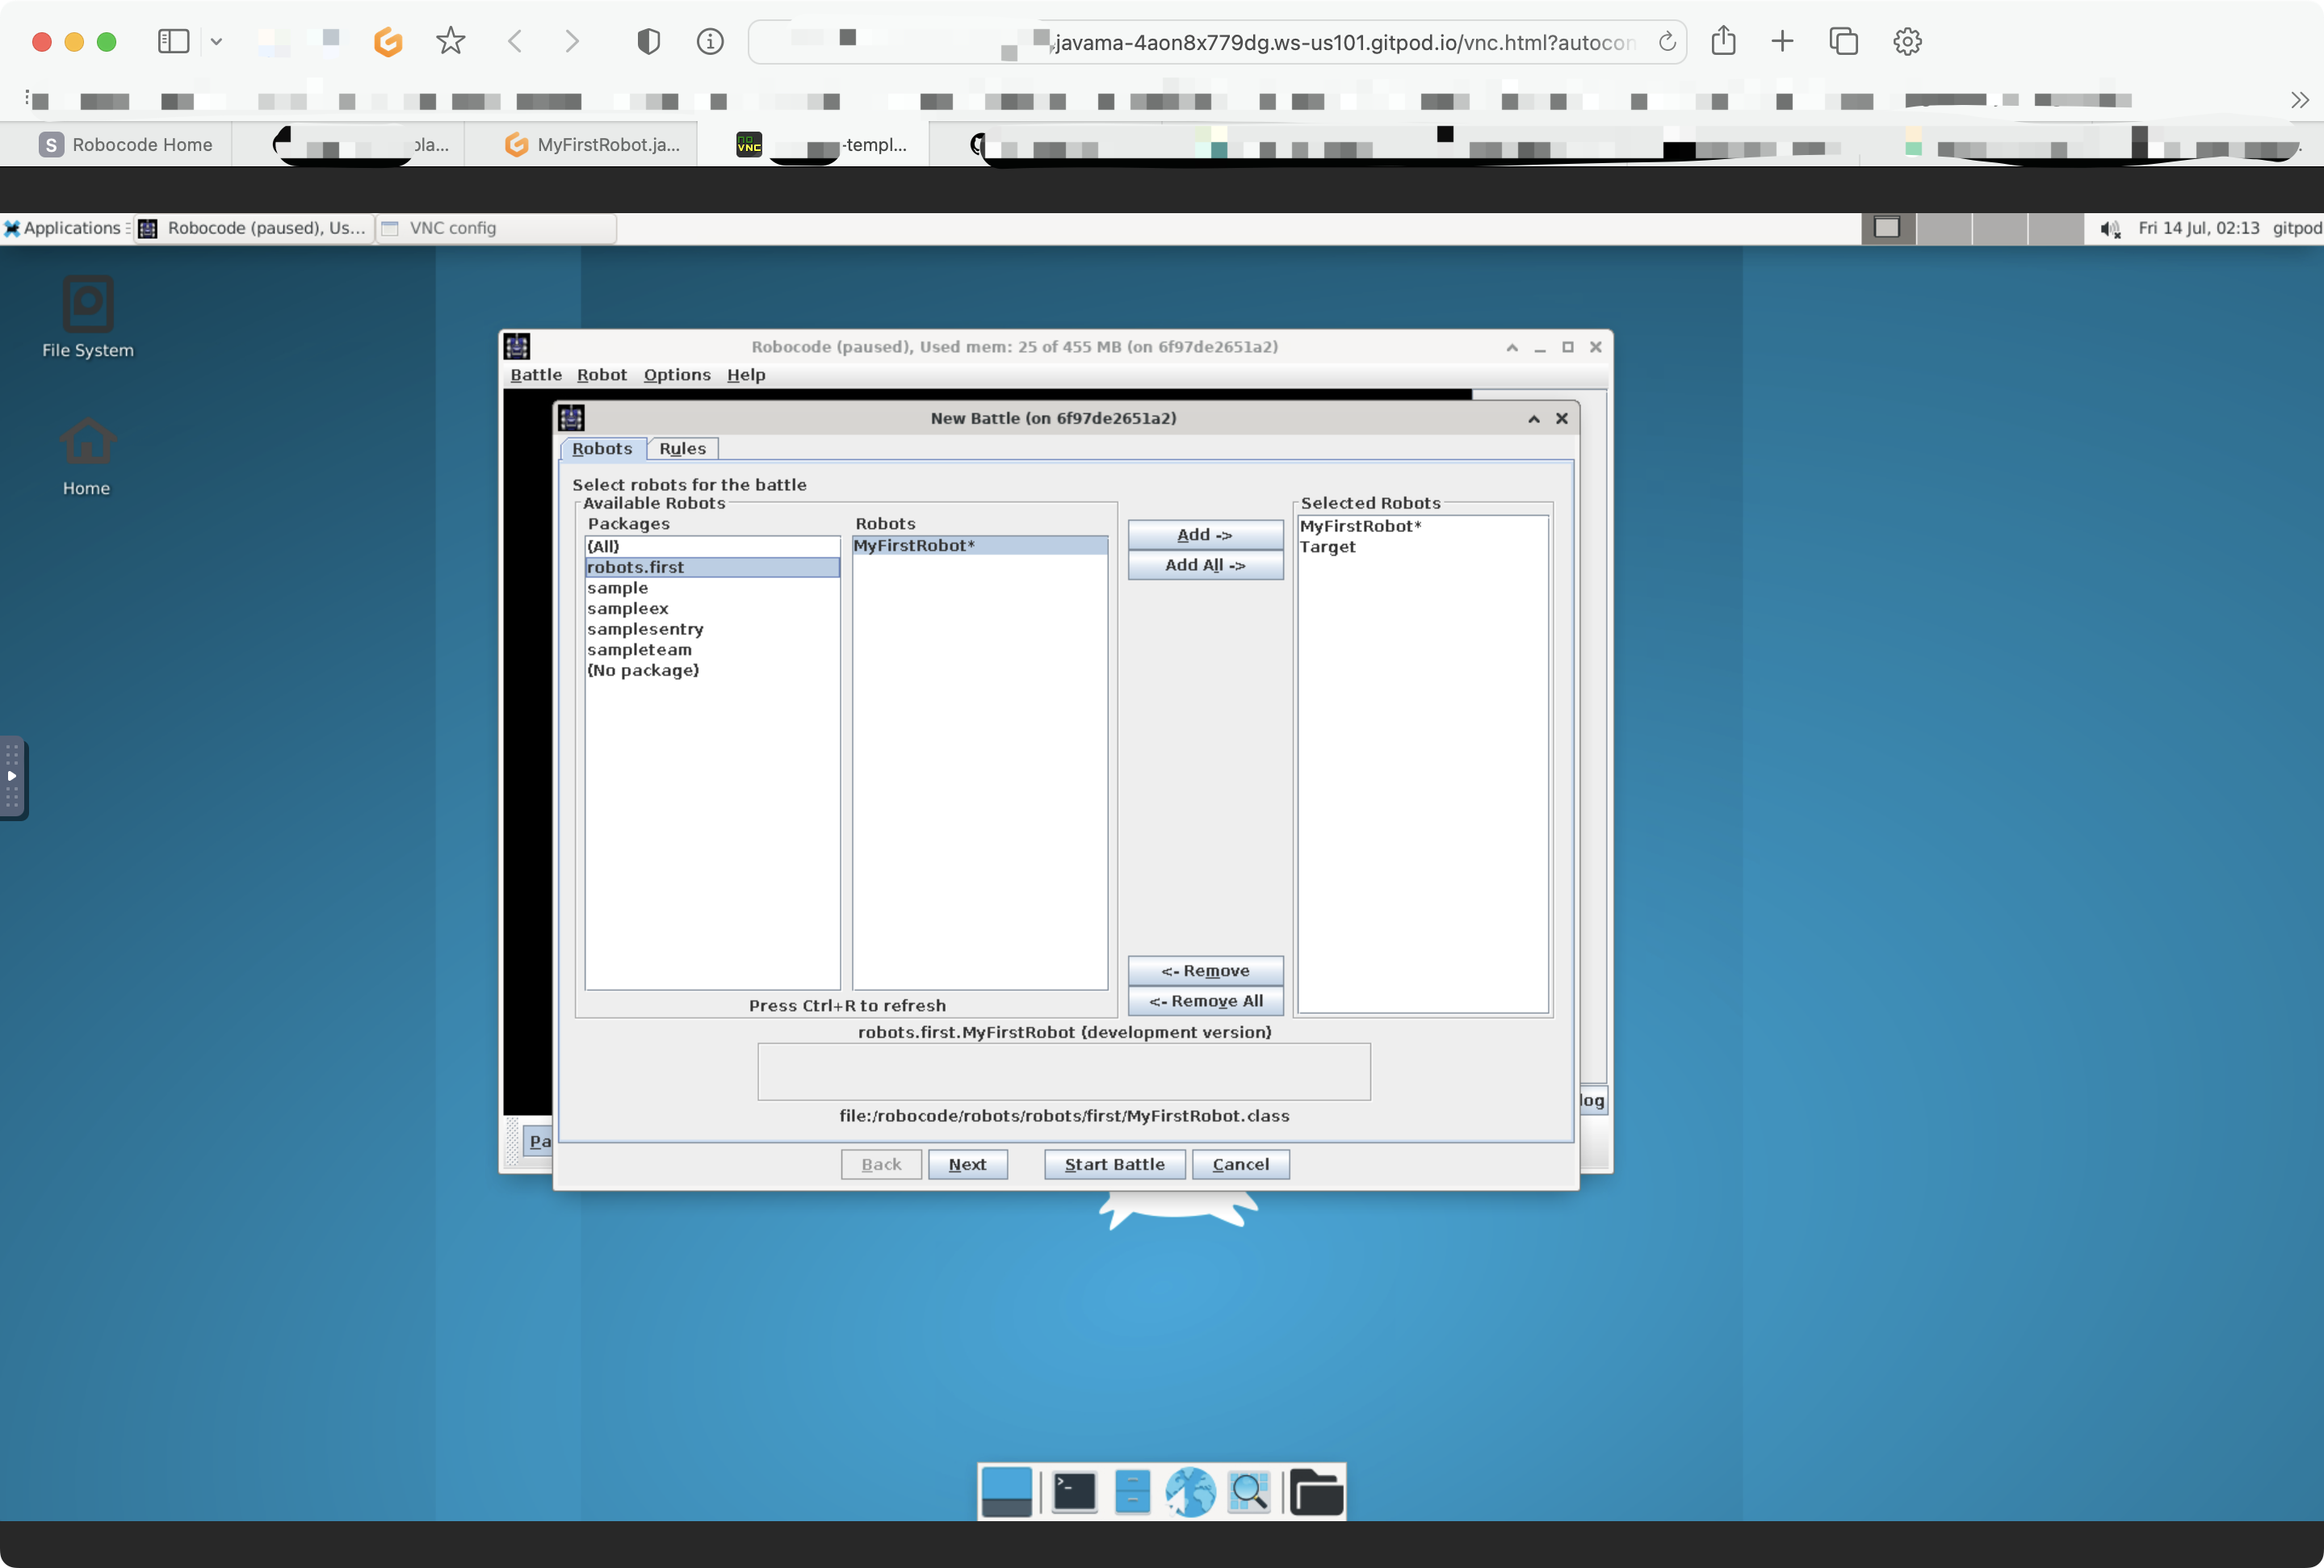 javama-4aon8x779dg.ws-us101.gitpod.io/vnc.html?autocon
S Robocode Home
MyFirstRobot.ja...
-templ...
Applications
Robocode (paused), Us...
VNC config
Fri 14 Jul, 02:13 gitpod
File System
Home
Robocode (paused), Used mem: 25 of 455 MB (on 6f97de2651a2)
Battle Robot Options Help
New Battle (on 6f97de2651a2)
Robots Rules
Select robots for the battle
Available Robots
Packages
(All)
robots.first
sample
sampleex
samplesentry
sampleteam
(No package)
Robots
MyFirstRobot*
Press Ctrl+R to refresh
Add ->
Add All ->
<- Remove
<- Remove All
Selected Robots
MyFirstRobot*
Target
robots.first.MyFirstRobot (development version)
file:/robocode/robots/robots/first/MyFirstRobot.class
Pa
log
Back Next Start Battle Cancel